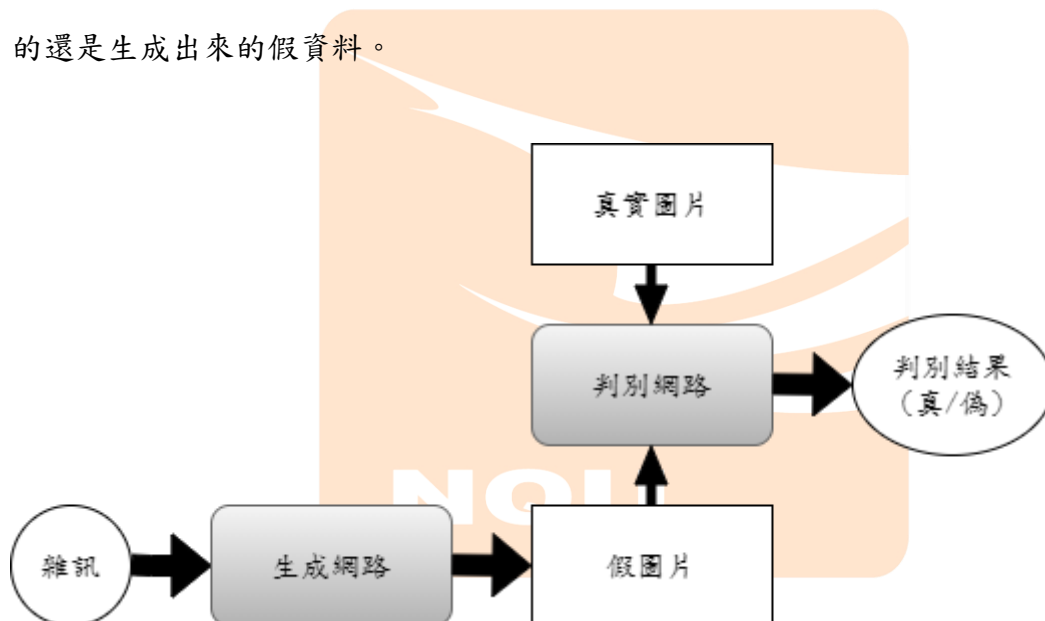 的還是生成出來的假資料。
真實圖片
判別網路
判別結果
(真/偽)
NQU
雜訊
生成網路
假圖片